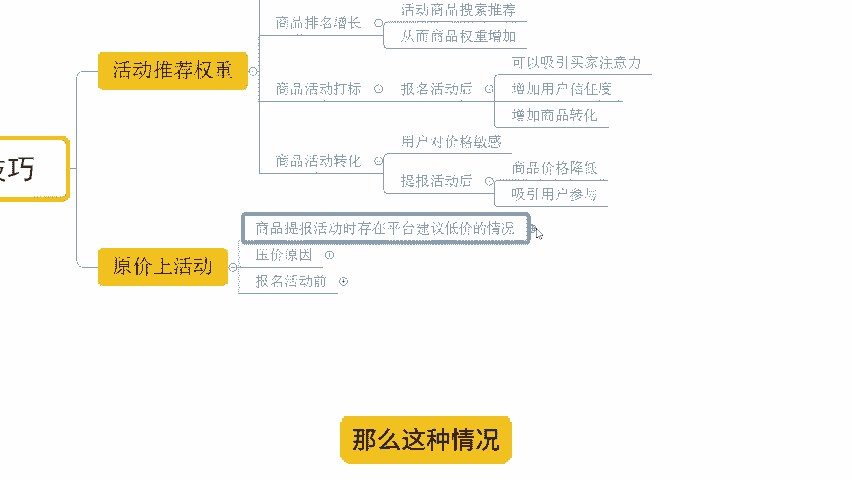 活动商品搜索推荐
商品排名增长
从而商品权重增加
可以吸引买家注意力
活动推荐权重
商品活动打标
报名活动后
增加用户信任度
增加商品转化
用户对价格敏感
商品活动转化
商品价格降低
技巧
提报活动后
吸引用户参与
商品提报活动时存在平台建议低价的情况
压价原因
原价上活动
报名活动前
那么这种情况